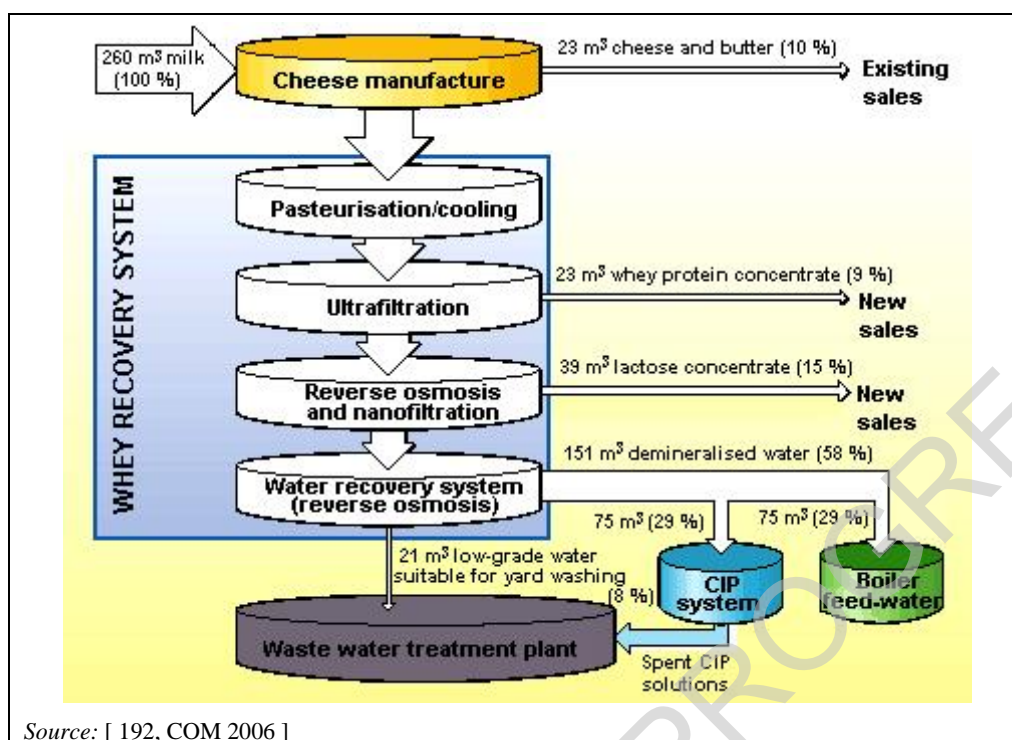 260 m³ milk
(100 %)
Cheese manufacture
23 m³ cheese and butter (10 %)
Existing
sales
WHEY RECOVERY SYSTEM
Pasteurisation/cooling
Ultrafiltration
23 m³ whey protein concentrate (9 %)
New
sales
Reverse osmosis
and nanofiltration
39 m³ lactose concentrate (15 %)
New
sales
151 m³ demineralised water (58 %)
Water recovery system
(reverse osmosis)
75 m³ (29 %)
75 m³ (29 %)
21 m³ low-grade water
suitable for yard washing
(8 %)
CIP
system
Boiler
feed-water
Waste water treatment plant
Spent CIP
solutions
Source: [ 192, COM 2006 ]